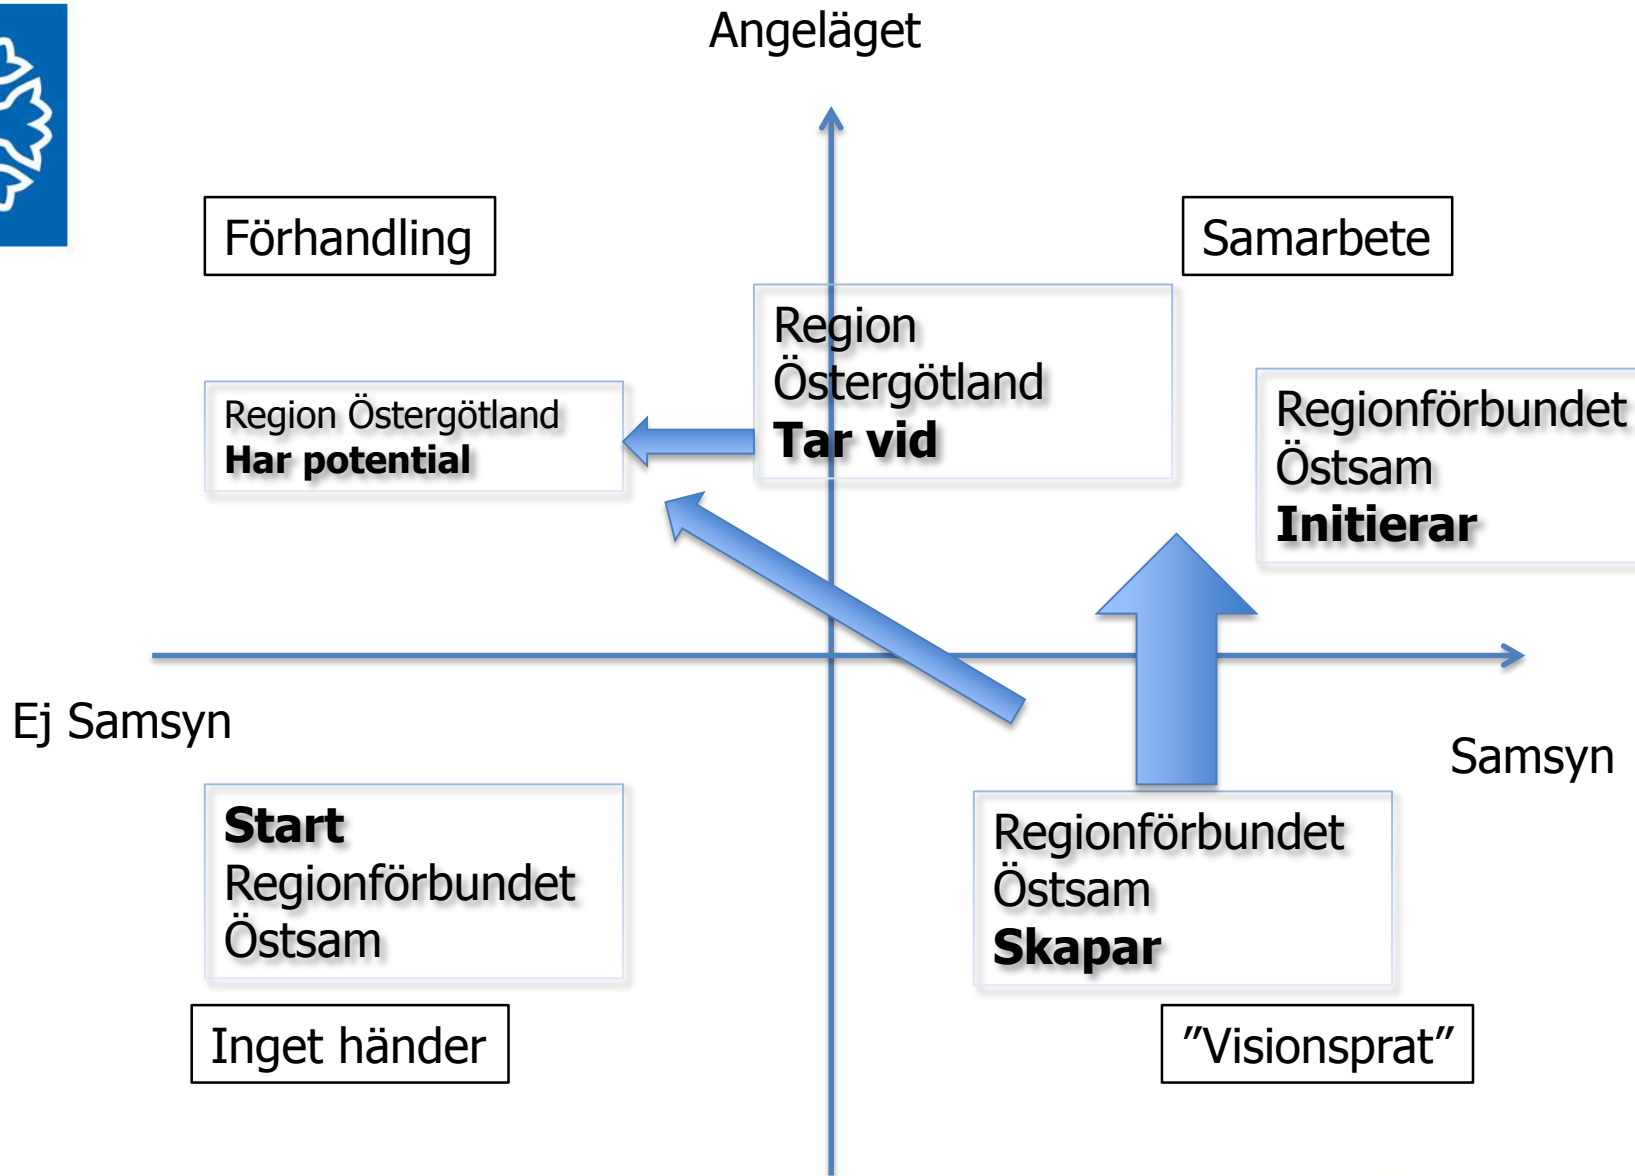 Angeläget
Förhandling
Samarbete
Region
Östergötland
Tar vid
Region Östergötland
Har potential
Regionförbundet
Östsam
Initierar
Ej Samsyn
Samsyn
Start
Regionförbundet
Östsam
Regionförbundet
Östsam
Skapar
Inget händer
”Visionsprat”